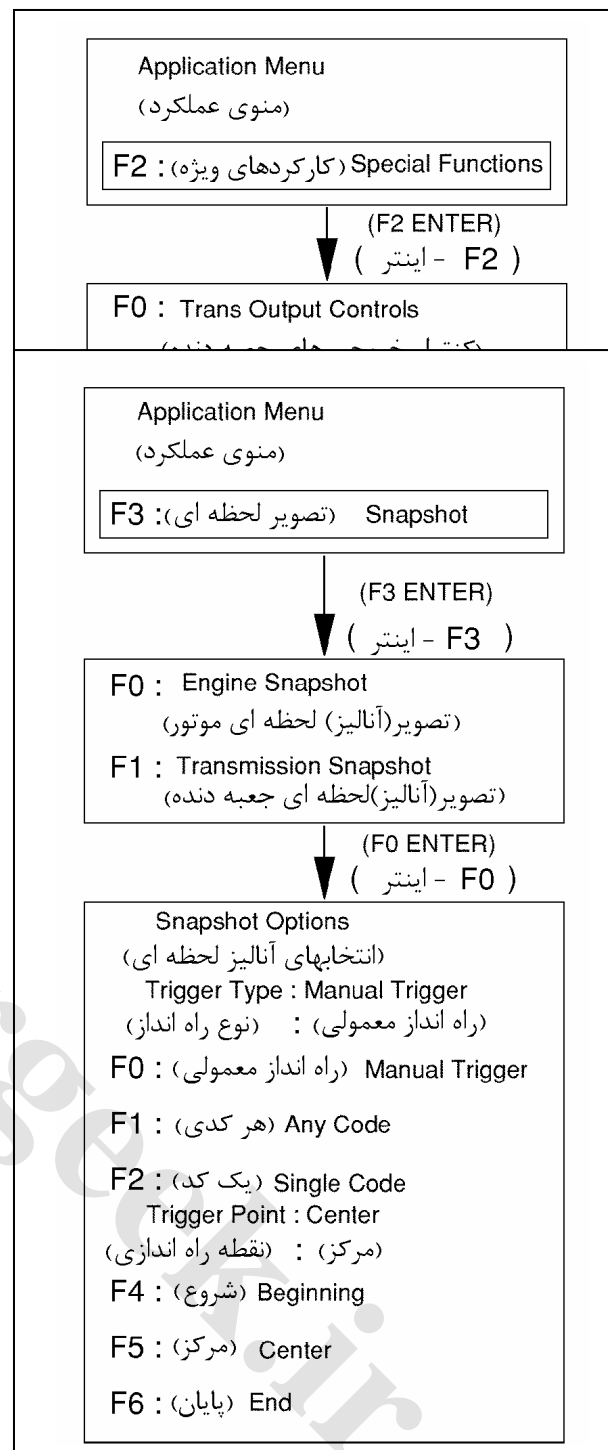 Application Menu
(منوی عملکرد)
F2 : (کارکردهای ویژه) Special Functions
(F2 ENTER)
( F2 - اینتر )
F0 : Trans Output Controls
Application Menu
(منوی عملکرد)
F3 : (تصویر لحظه ای) Snapshot
(F3 ENTER)
( F3 - اینتر )
F0 : Engine Snapshot
(تصویر(آنالیز) لحظه ای موتور)
F1 : Transmission Snapshot
(تصویر(آنالیز)لحظه ای جعبه دنده)
(F0 ENTER)
( F0 - اینتر )
Snapshot Options
(انتخابهای آنالیز لحظه ای)
Trigger Type : Manual Trigger
(نوع راه انداز) : (راه انداز معمولی)
F0 : (راه انداز معمولی) Manual Trigger
F1 : (هر کدی) Any Code
F2 : (یک کد) Single Code
Trigger Point : Center
(نقطه راه اندازی) : (مرکز)
F4 : (شروع) Beginning
F5 : (مرکز) Center
F6 : (پایان) End